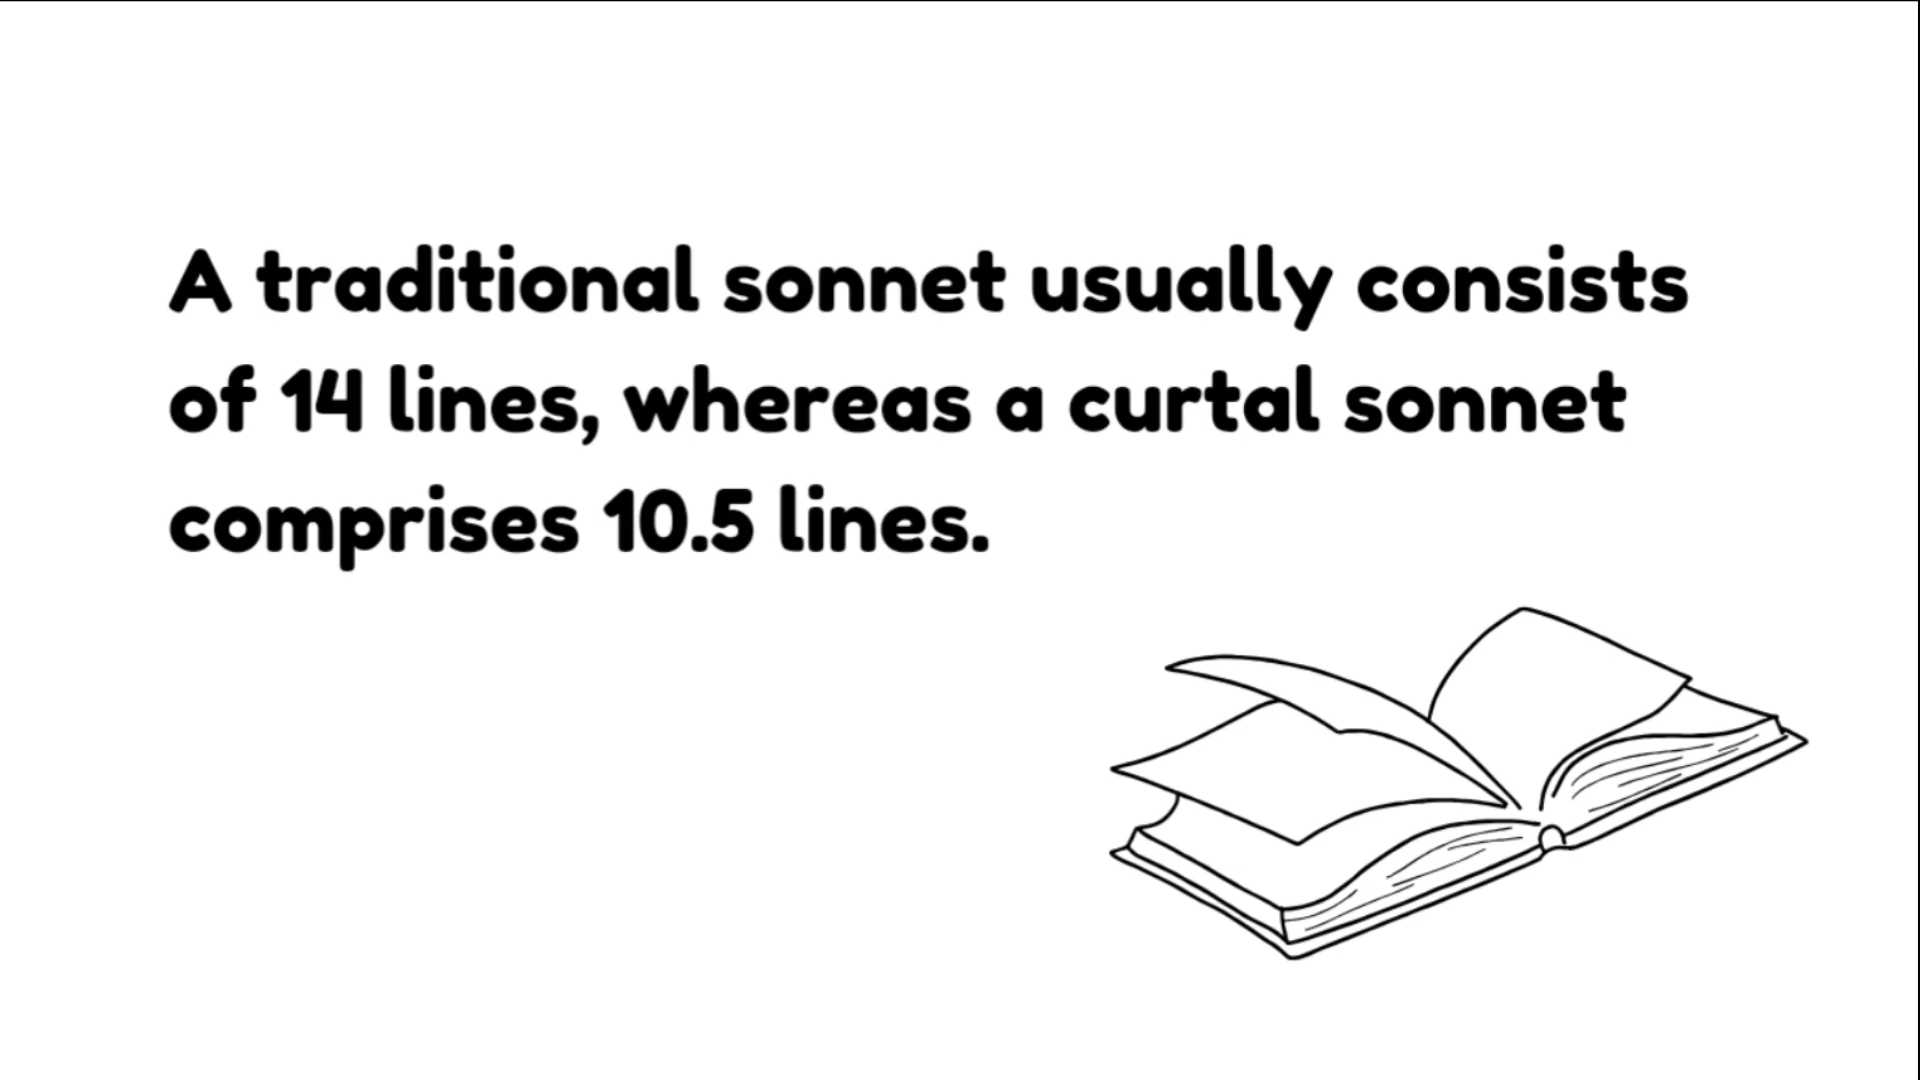 A traditional sonnet usually consists
of 14 lines, whereas a curtal sonnet
comprises 10.5 lines.